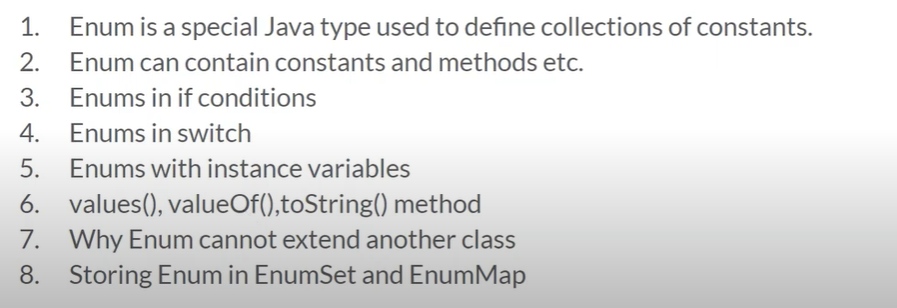 1. Enum is a special Java type used to define collections of constants.
2. Enum can contain constants and methods etc.
3. Enums in if conditions
4. Enums in switch
5. Enums with instance variables
6. values(), valueOf(),toString() method
7. Why Enum cannot extend another class
8. Storing Enum in EnumSet and EnumMap